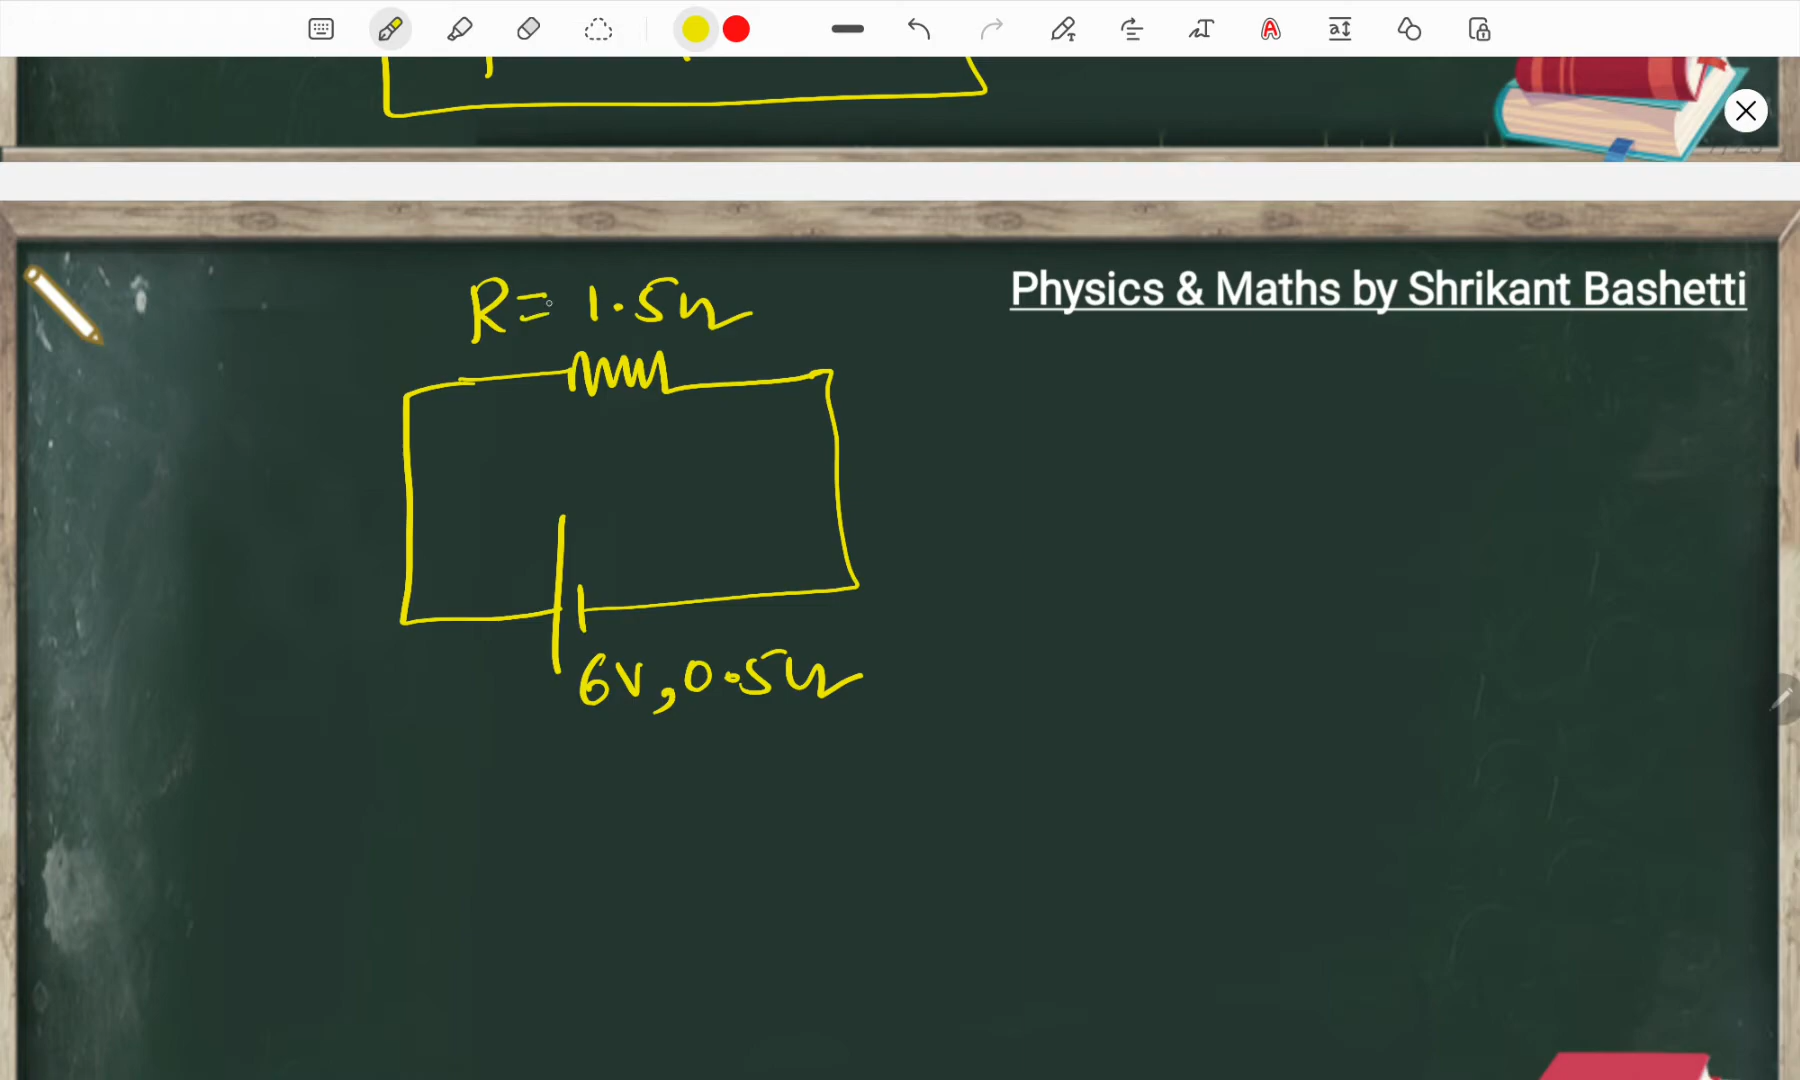 R = 1.5Ω
Physics & Maths by Shrikant Bashetti
6V, 0.5Ω